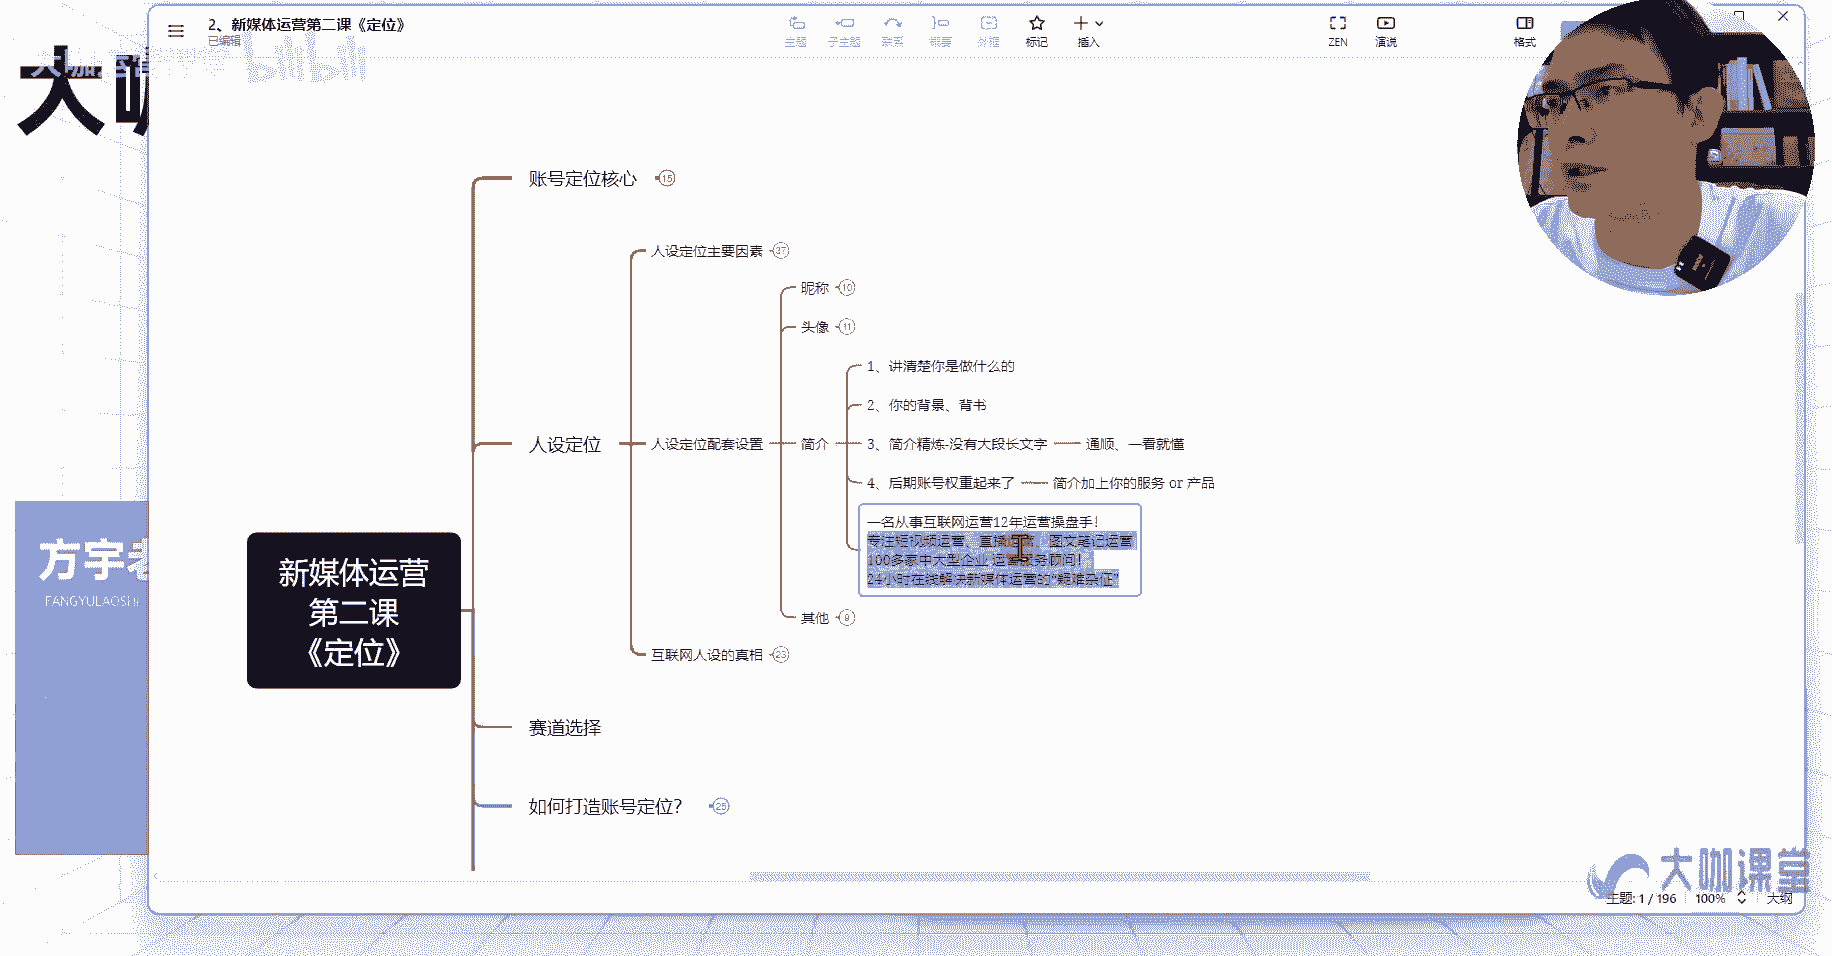 2、新媒体运营第二课《定位》
已编辑
主题
子主题
联系
概要
外框
标记
插入
ZEN
演说
格式
大咖运营
bilibili
大
方宇老
FANGYULAOSHI
新媒体运营
第二课
《定位》
账号定位核心 15
人设定位
人设定位主要因素 37
人设定位配套设置
昵称 10
头像 11
简介
1、讲清楚你是做什么的
2、你的背景、背书
3、简介精炼-没有大段长文字
通顺、一看就懂
4、后期账号权重起来了
简介加上你的服务 or 产品
一名从事互联网运营12年运营操盘手！
专注短视频运营、直播运营、图文笔记运营
100多家中大型企业 运营服务顾问！
24小时在线解决新媒体运营的“疑难杂症”
其他 9
互联网人设的真相 23
赛道选择
如何打造账号定位？ 25
大咖课堂
主题: 1 / 196
100%
大纲